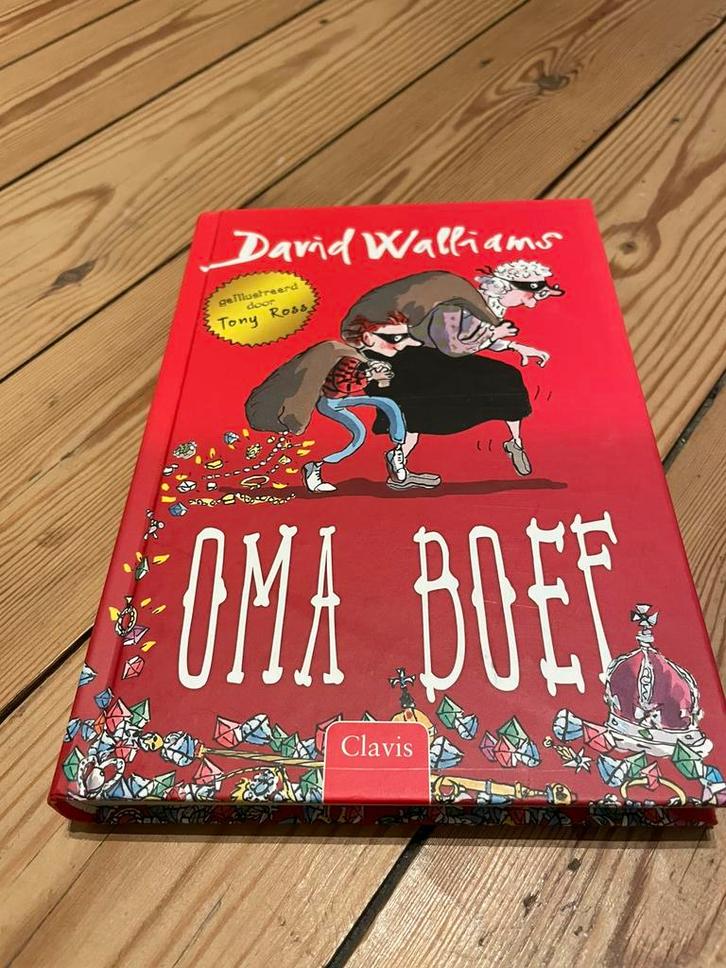 David Walliams
geïllustreerd
door
Tony Ross
OMA BOEF
Clavis